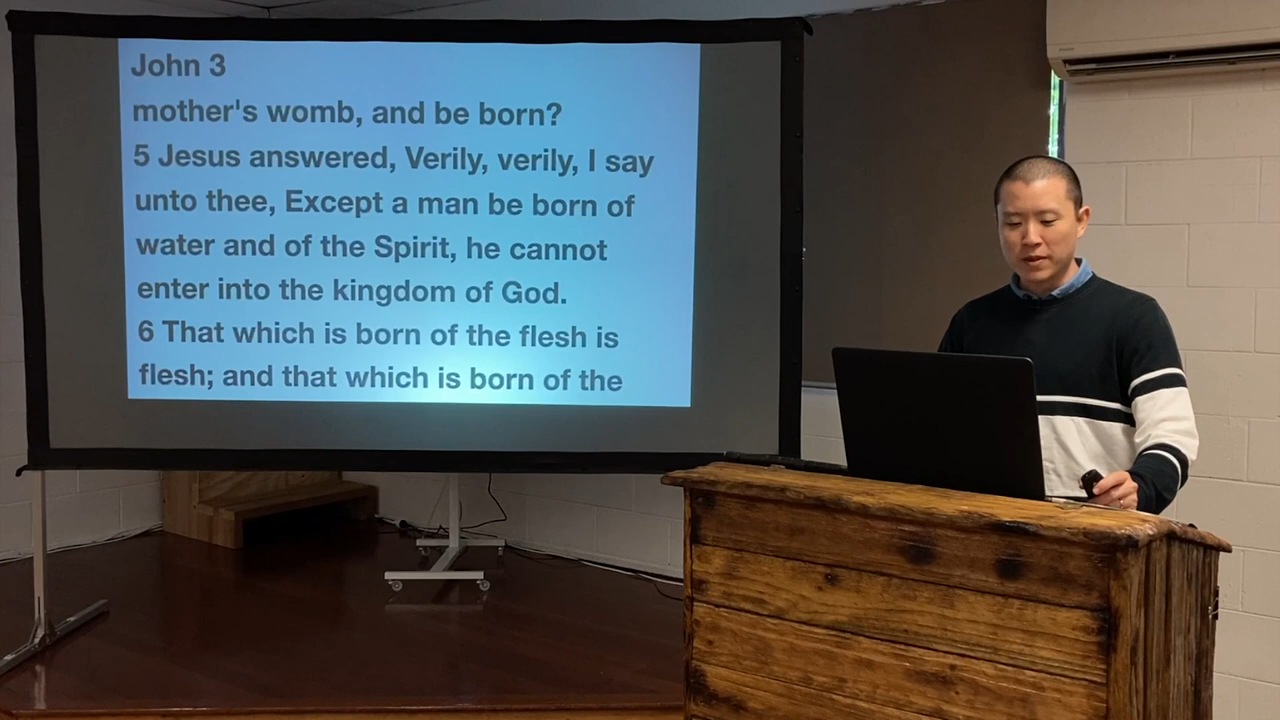 John 3
mother's womb, and be born?
5 Jesus answered, Verily, verily, I say
unto thee, Except a man be born of
water and of the Spirit, he cannot
enter into the kingdom of God.
6 That which is born of the flesh is
flesh; and that which is born of the